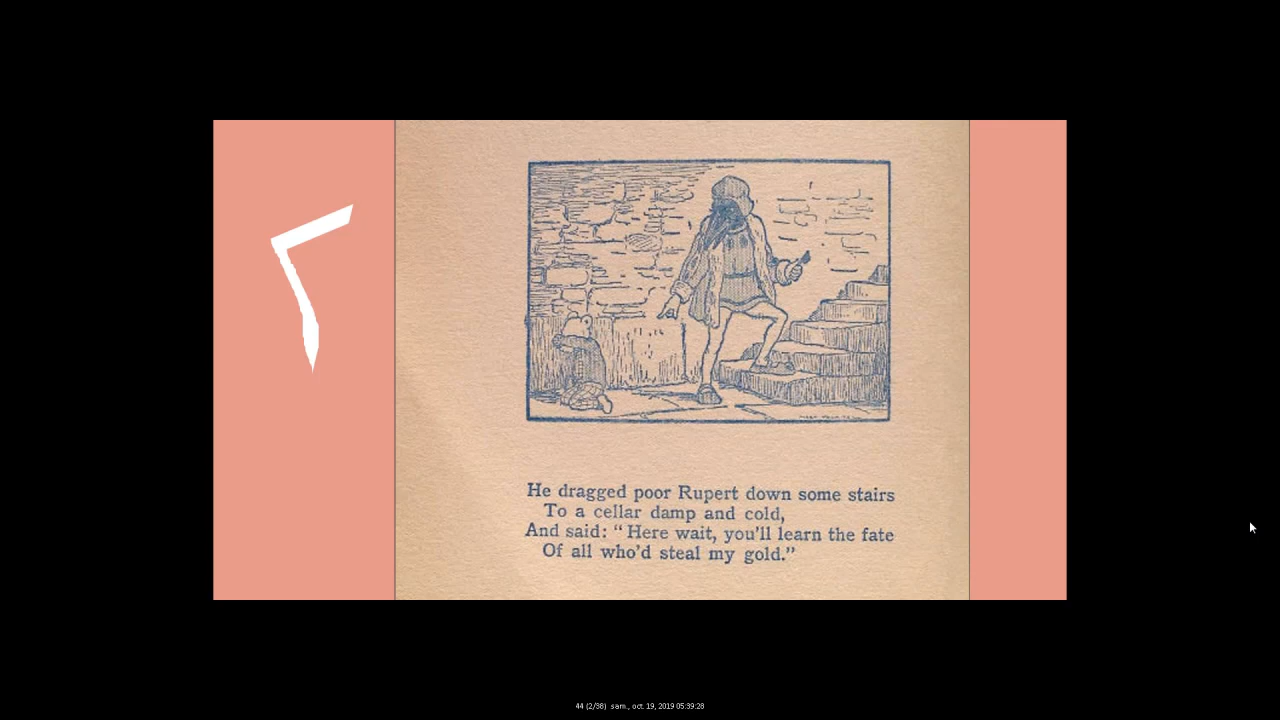 He dragged poor Rupert down some stairs
To a cellar damp and cold,
And said: “Here wait, you'll learn the fate
Of all who'd steal my gold.”
44 (2/38) sam., oct. 19, 2019 05:39:28